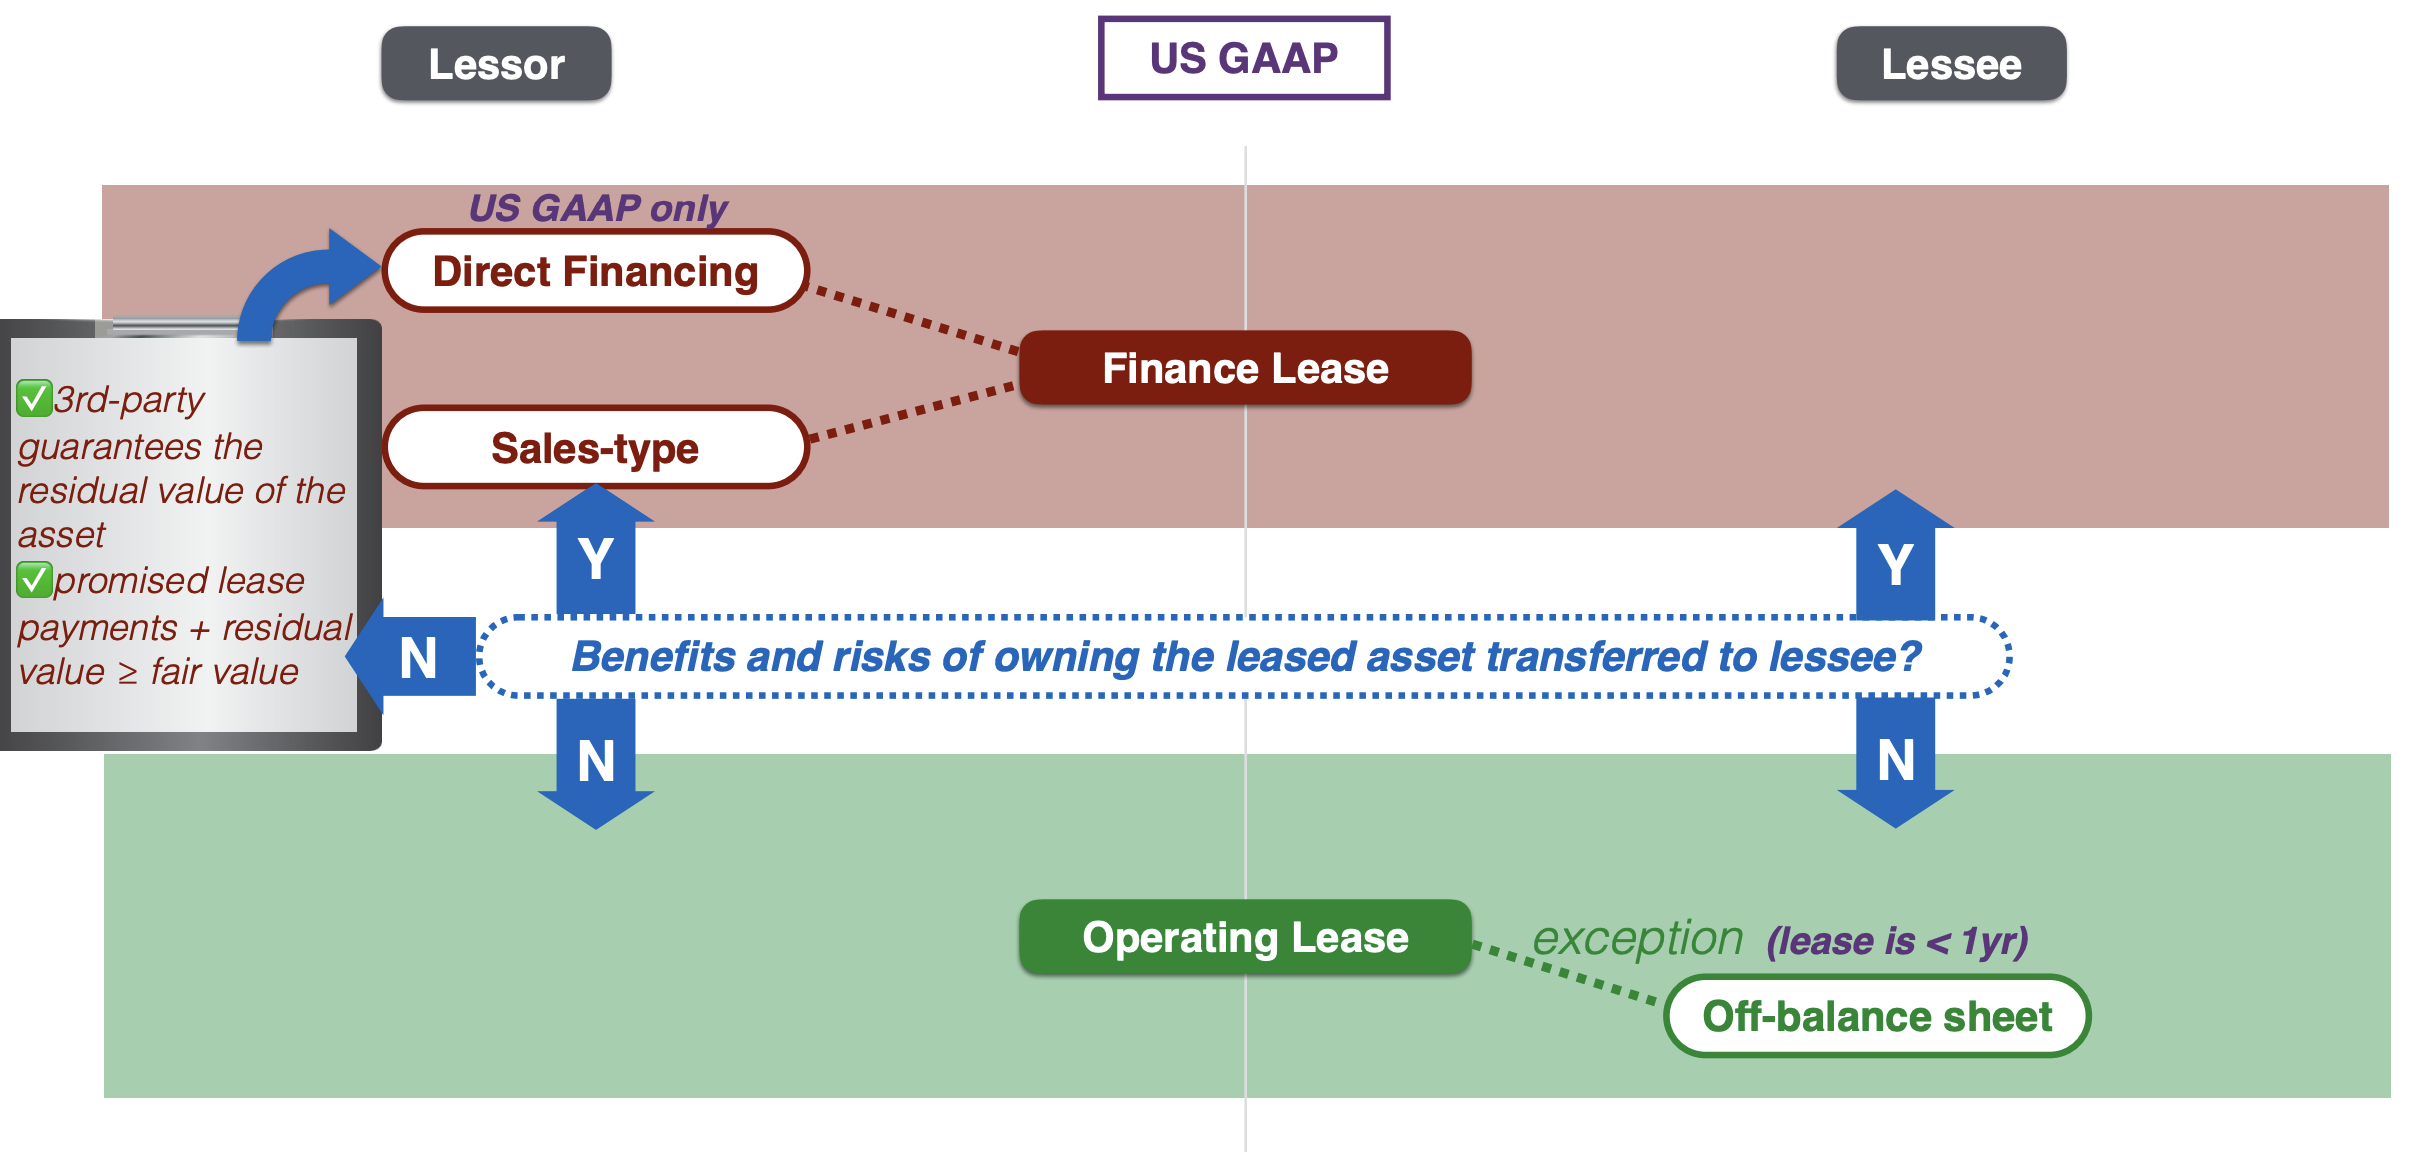 Lessor
US GAAP
Lessee
US GAAP only
Direct Financing
Finance Lease
Sales-type
✅3rd-party
guarantees the
residual value of the
asset
✅promised lease
payments + residual
value ≥ fair value
Y
Y
N
Benefits and risks of owning the leased asset transferred to lessee?
N
N
Operating Lease
exception (lease is < 1yr)
Off-balance sheet